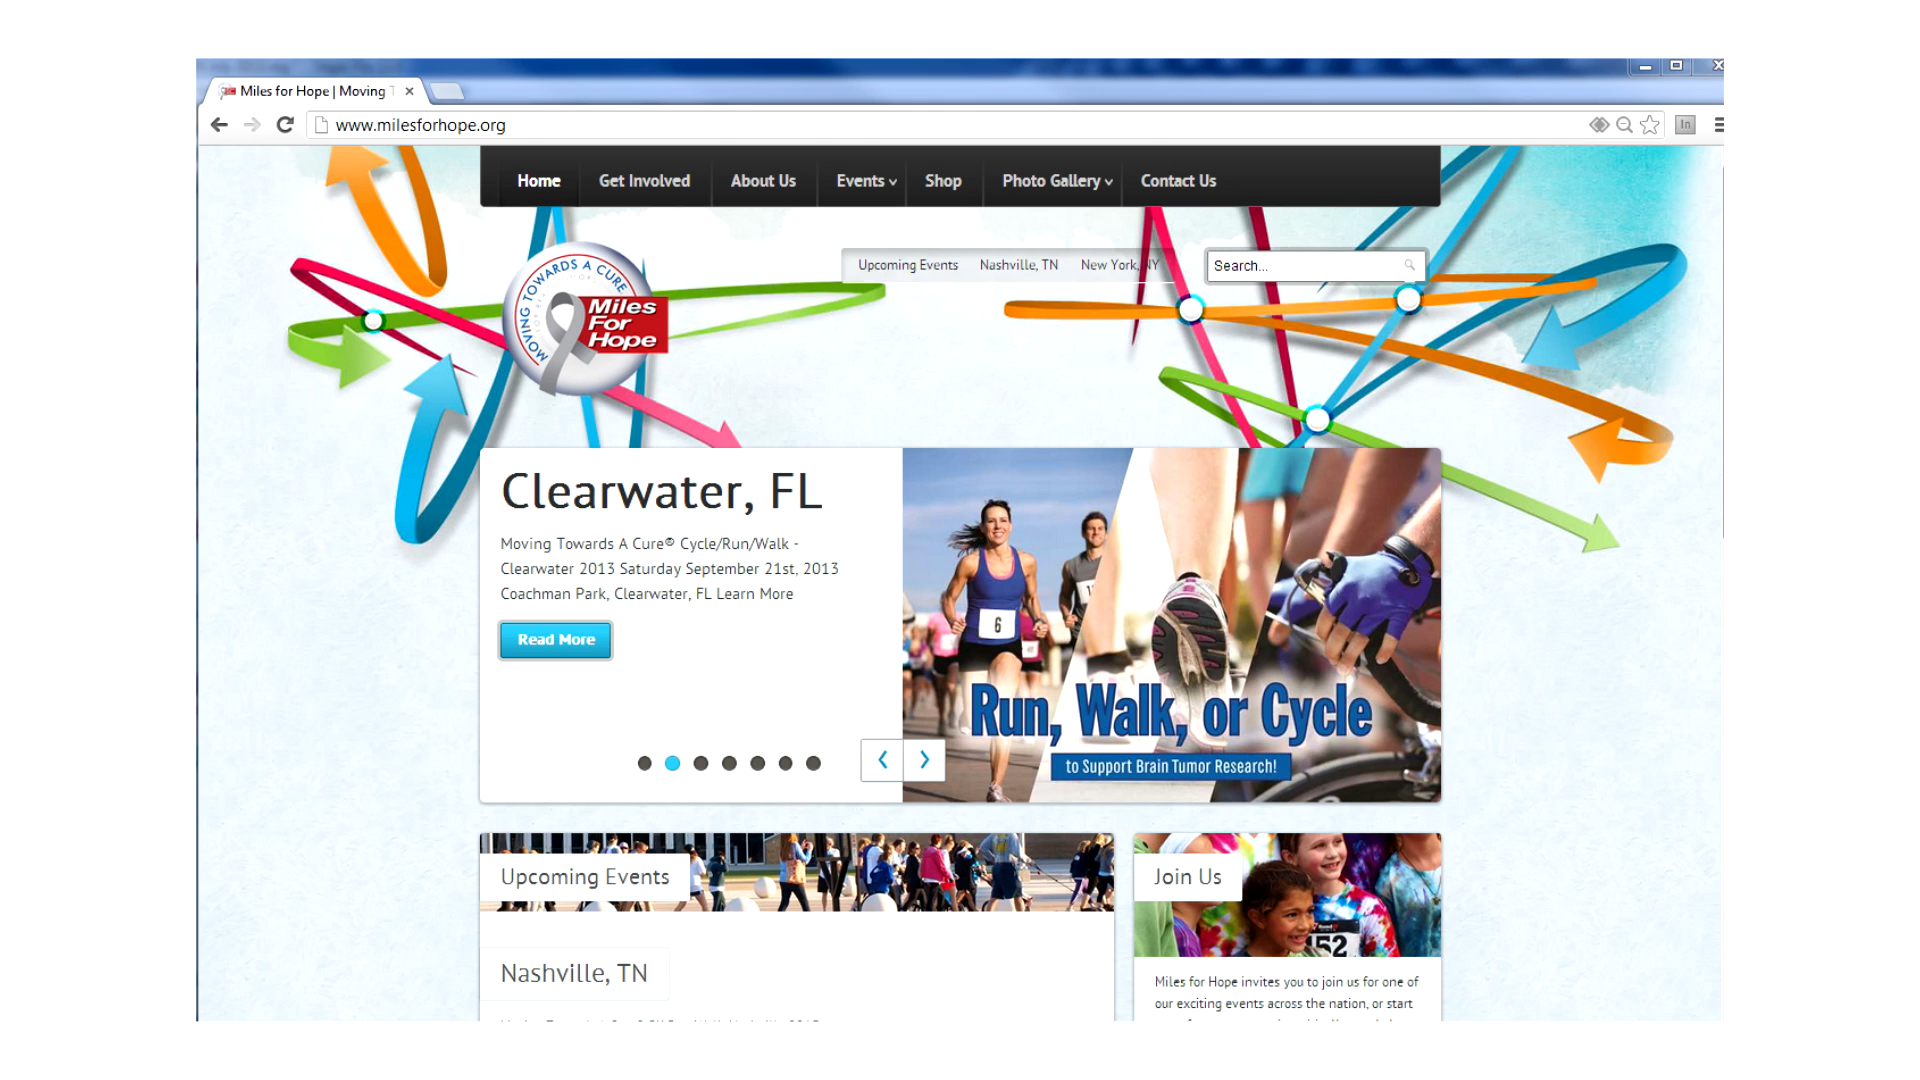 Miles for Hope | Moving T
www.milesforhope.org
In
Home
Get Involved
About Us
Events
Shop
Photo Gallery
Contact Us
Upcoming Events
Nashville, TN
New York, NY
Search...
MOVING TOWARDS A CURE
Miles
For
Hope
Clearwater, FL
Moving Towards A Cure® Cycle/Run/Walk -
Clearwater 2013 Saturday September 21st, 2013
Coachman Park, Clearwater, FL Learn More
Read More
6
Run, Walk, or Cycle
to Support Brain Tumor Research!
Upcoming Events
Join Us
52
Nashville, TN
Miles for Hope invites you to join us for one of
our exciting events across the nation, or start